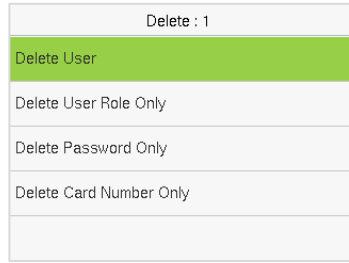 Delete : 1
Delete User
Delete User Role Only
Delete Password Only
Delete Card Number Only